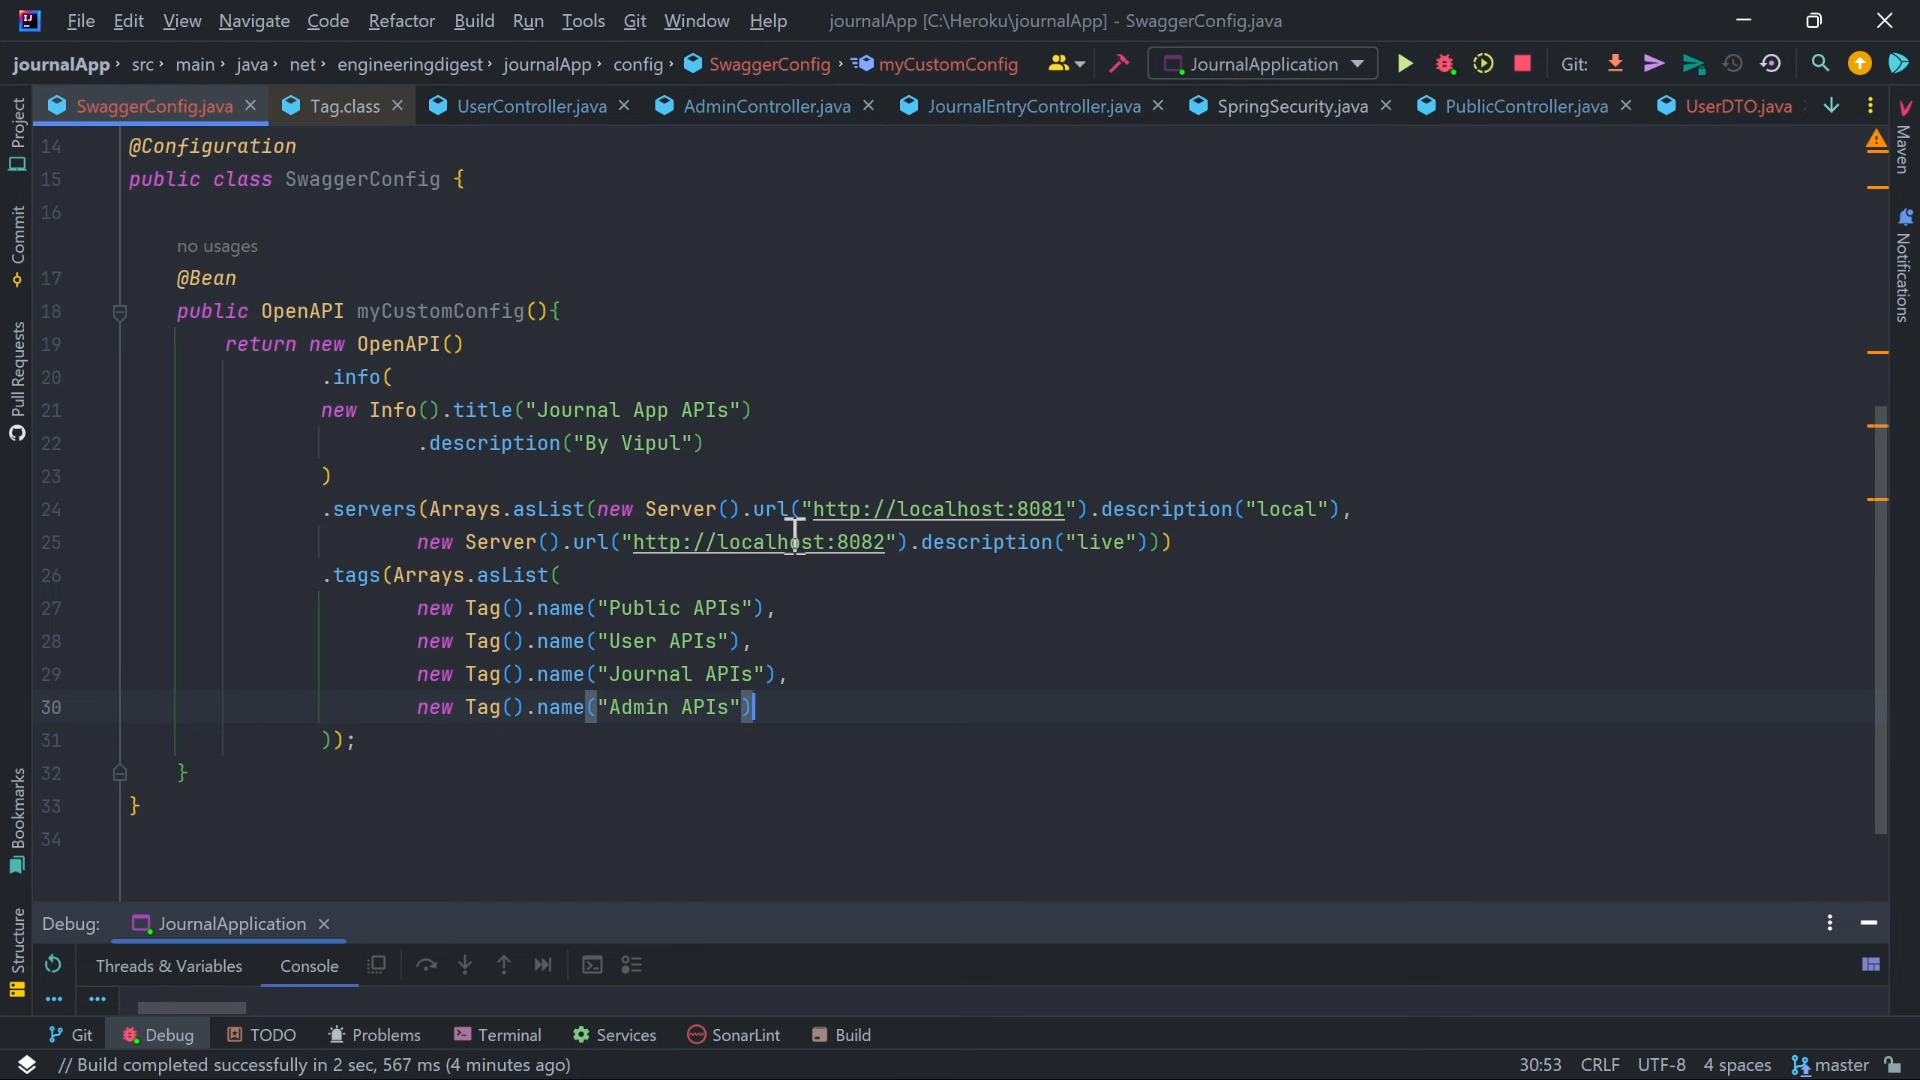 File Edit View Navigate Code Refactor Build Run Tools Git Window Help journalApp [C:\Heroku\journalApp] - SwaggerConfig.java
journalApp › src › main › java › net › engineeringdigest › journalApp › config › SwaggerConfig › myCustomConfig JournalApplication Git:
SwaggerConfig.java Tag.class UserController.java AdminController.java JournalEntryController.java SpringSecurity.java PublicController.java UserDTO.java
Project
Commit
Pull Requests
Bookmarks
Structure
14 @Configuration
15 public class SwaggerConfig {
16
no usages
17 @Bean
18 public OpenAPI myCustomConfig(){
19 return new OpenAPI()
20 .info(
21 new Info().title("Journal App APIs")
22 .description("By Vipul")
23 )
24 .servers(Arrays.asList(new Server().url("http://localhost:8081").description("local"),
25 new Server().url("http://localhost:8082").description("live")))
26 .tags(Arrays.asList(
27 new Tag().name("Public APIs"),
28 new Tag().name("User APIs"),
29 new Tag().name("Journal APIs"),
30 new Tag().name("Admin APIs")
31 ));
32 }
33 }
34
Maven
Notifications
Debug: JournalApplication
Threads & Variables Console
Git Debug TODO Problems Terminal Services SonarLint Build
// Build completed successfully in 2 sec, 567 ms (4 minutes ago) 30:53 CRLF UTF-8 4 spaces master